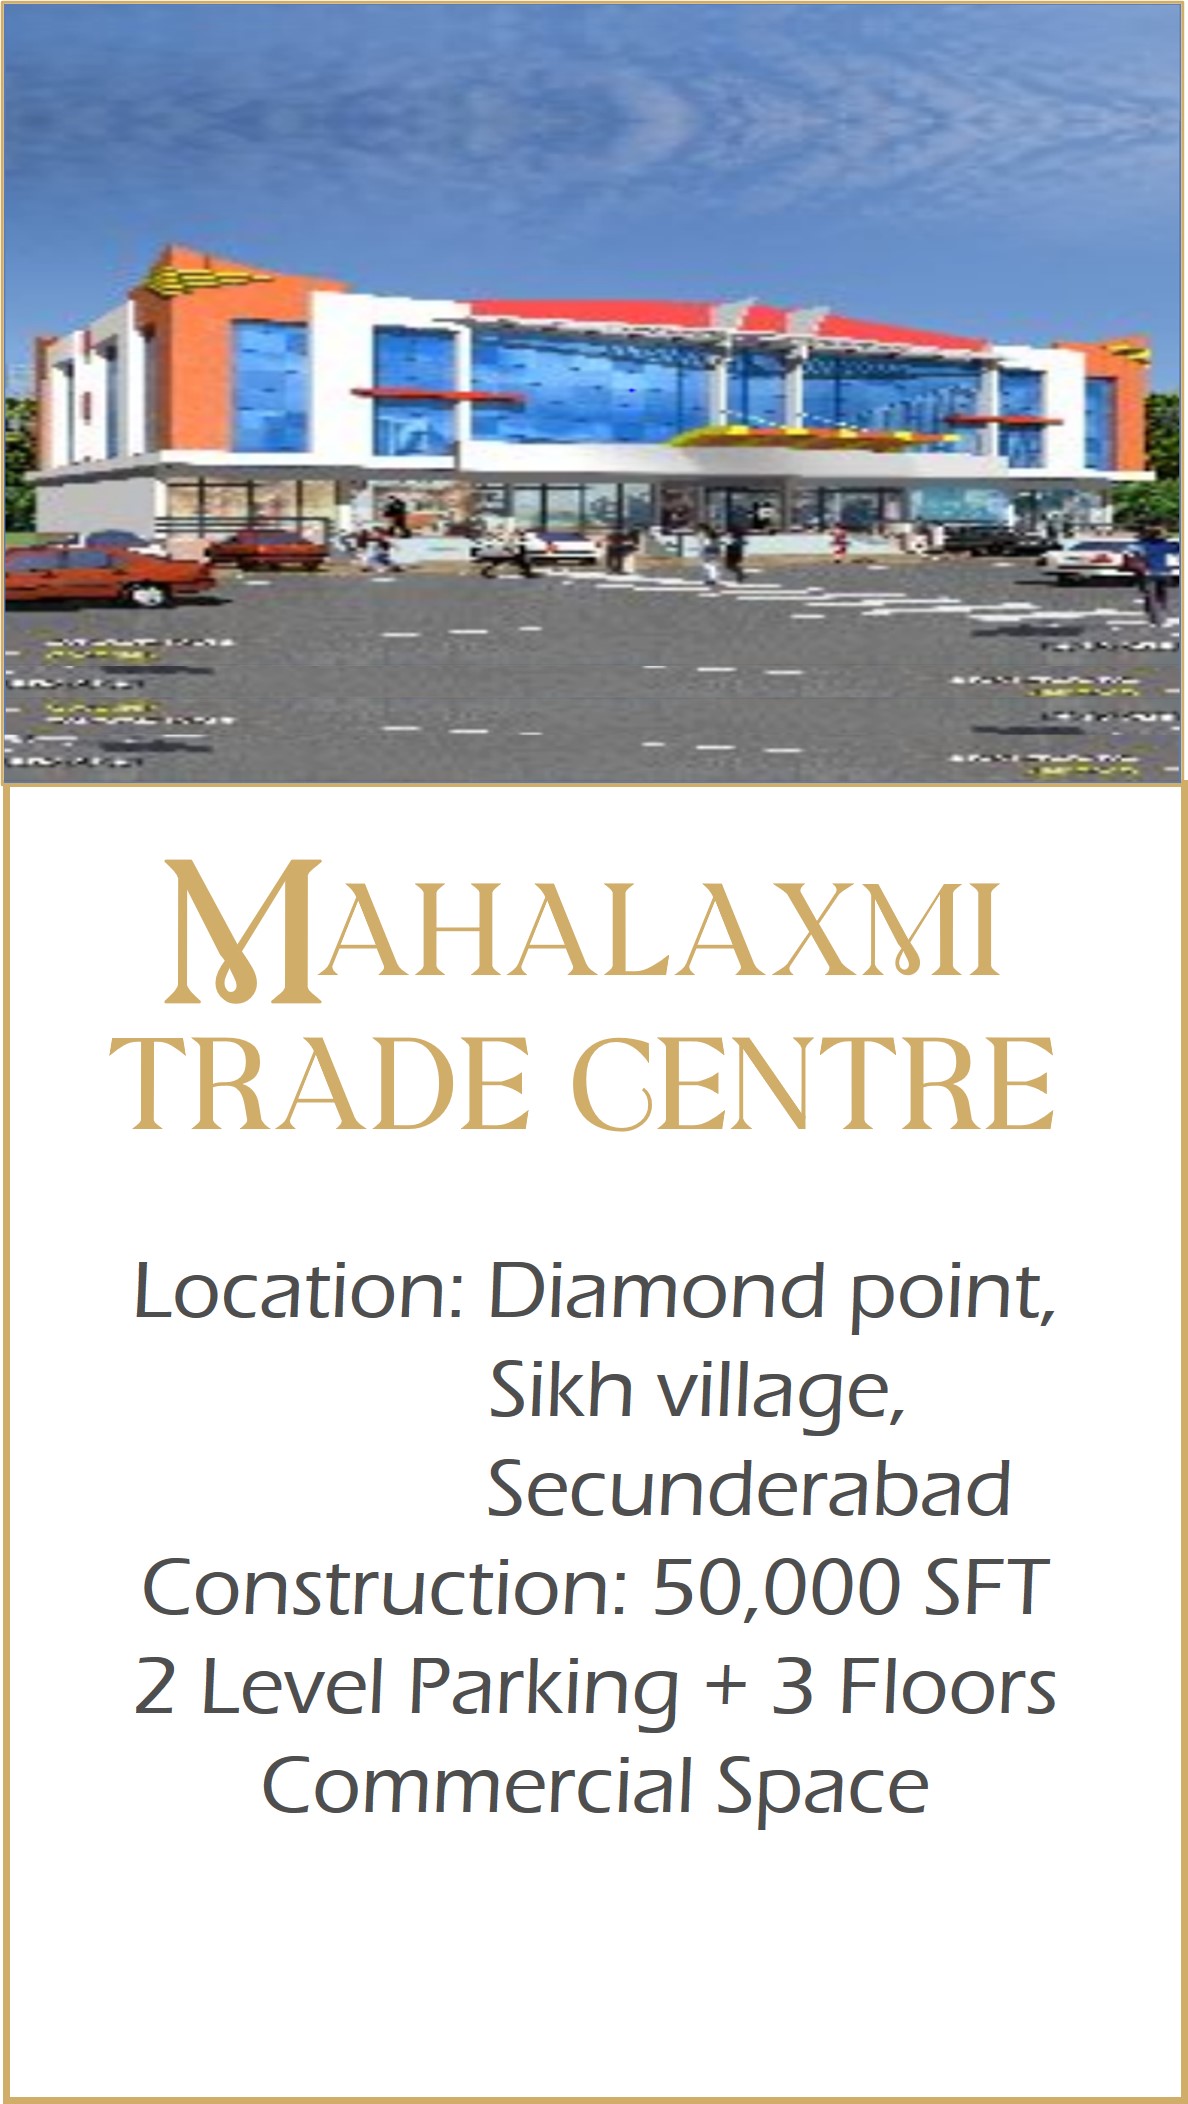 MAHALAXMI
TRADE CENTRE
Location: Diamond point,
Sikh village,
Secunderabad
Construction: 50,000 SFT
2 Level Parking + 3 Floors
Commercial Space